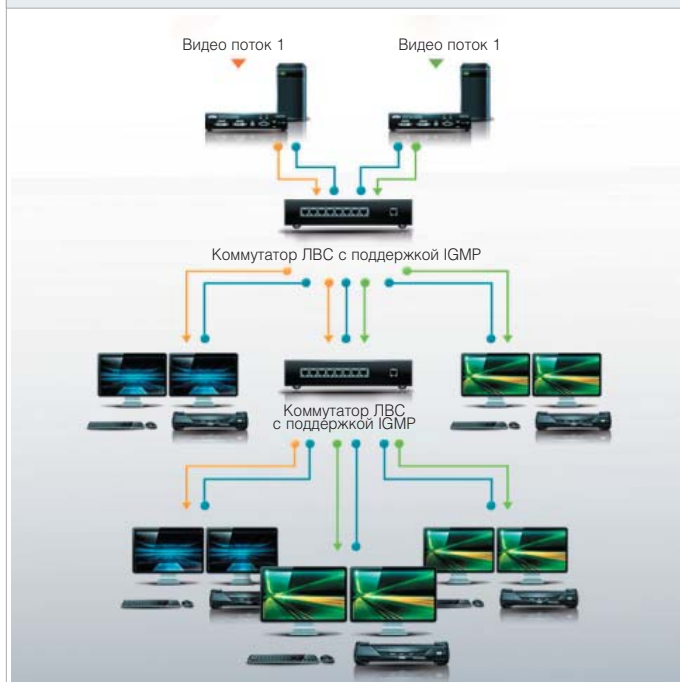 Видео поток 1
Видео поток 1
Коммутатор ЛВС с поддержкой IGMP
Коммутатор ЛВС
с поддержкой IGMP